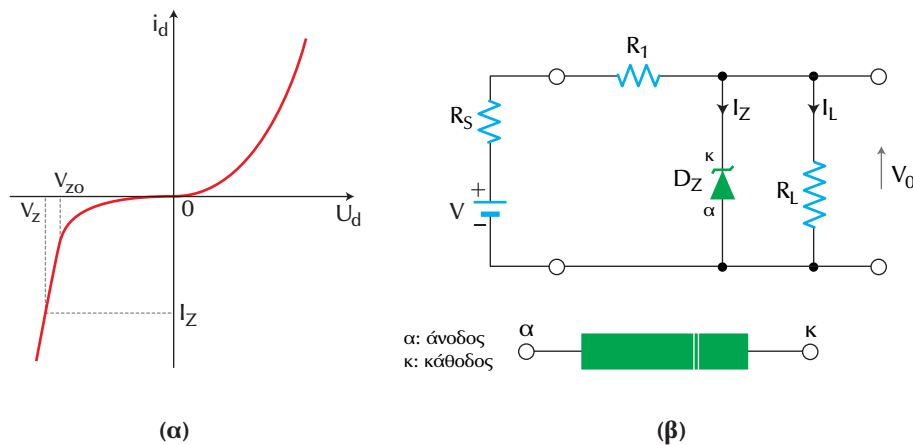 i_d
V_zo
V_z
0
U_d
I_Z
(α)
R_1
R_S
I_Z
I_L
κ
D_Z
α
R_L
V_0
+
V
−
α: άνοδος
κ: κάθοδος
α
κ
(β)